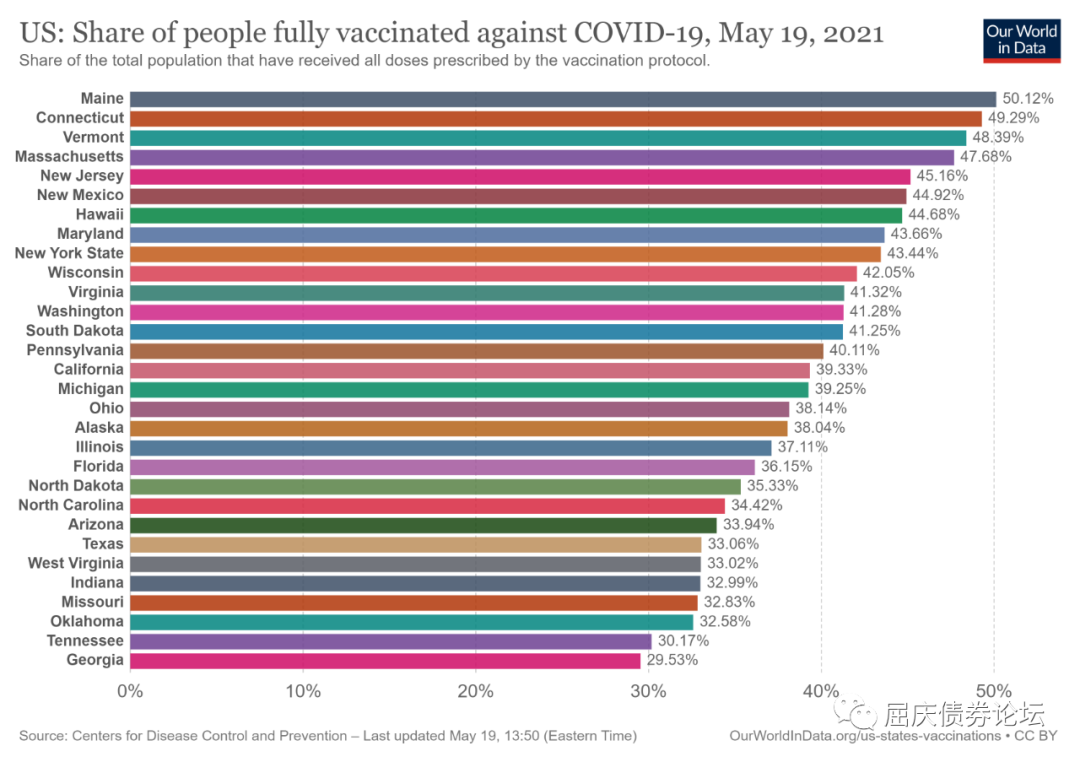 US: Share of people fully vaccinated against COVID-19, May 19, 2021
Share of the total population that have received all doses prescribed by the vaccination protocol.
Our World
in Data
Maine 50.12%
Connecticut 49.29%
Vermont 48.39%
Massachusetts 47.68%
New Jersey 45.16%
New Mexico 44.92%
Hawaii 44.68%
Maryland 43.66%
New York State 43.44%
Wisconsin 42.05%
Virginia 41.32%
Washington 41.28%
South Dakota 41.25%
Pennsylvania 40.11%
California 39.33%
Michigan 39.25%
Ohio 38.14%
Alaska 38.04%
Illinois 37.11%
Florida 36.15%
North Dakota 35.33%
North Carolina 34.42%
Arizona 33.94%
Texas 33.06%
West Virginia 33.02%
Indiana 32.99%
Missouri 32.83%
Oklahoma 32.58%
Tennessee 30.17%
Georgia 29.53%
0% 10% 20% 30% 40% 50%
屈庆债券论坛
Source: Centers for Disease Control and Prevention – Last updated May 19, 13:50 (Eastern Time)
OurWorldInData.org/us-states-vaccinations • CC BY